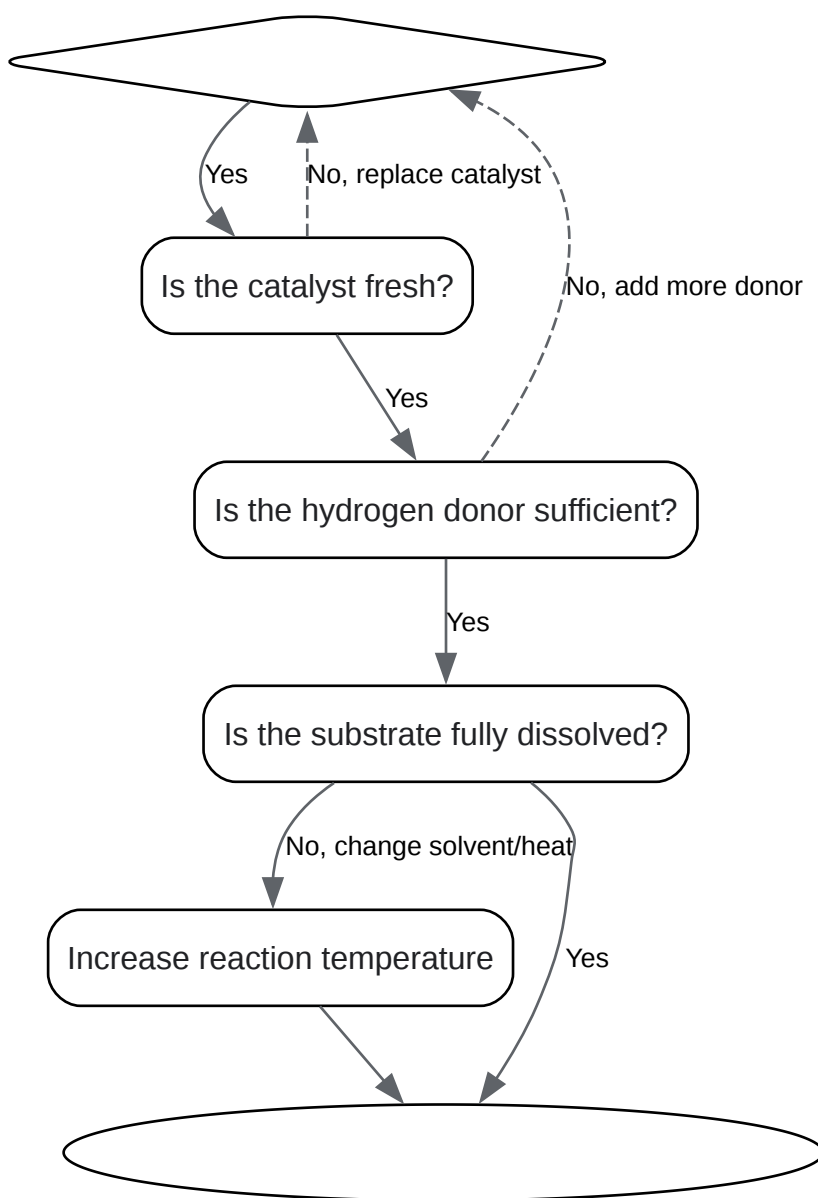 Yes
No, replace catalyst
Is the catalyst fresh?
No, add more donor
Yes
Is the hydrogen donor sufficient?
Yes
Is the substrate fully dissolved?
No, change solvent/heat
Increase reaction temperature
Yes